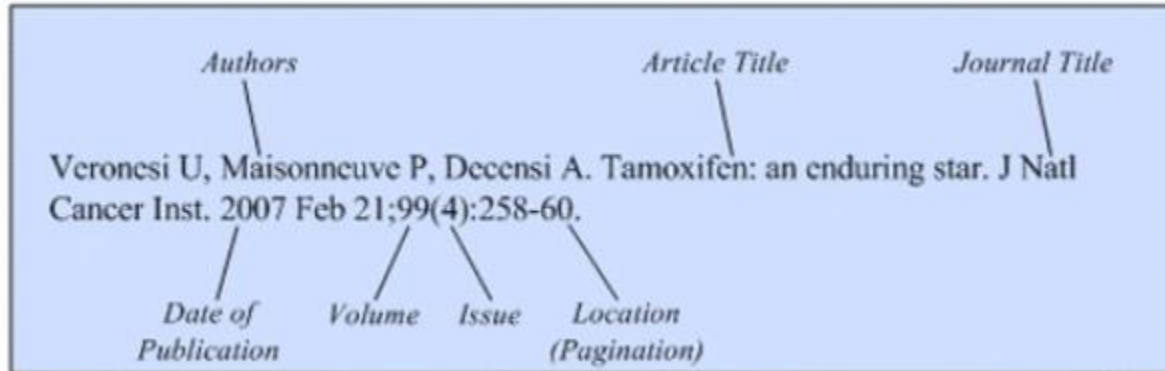 Authors Article Title Journal Title
Veronesi U, Maisonneuve P, Decensi A. Tamoxifen: an enduring star. J Natl
Cancer Inst. 2007 Feb 21;99(4):258-60.
Date of Volume Issue Location
Publication (Pagination)